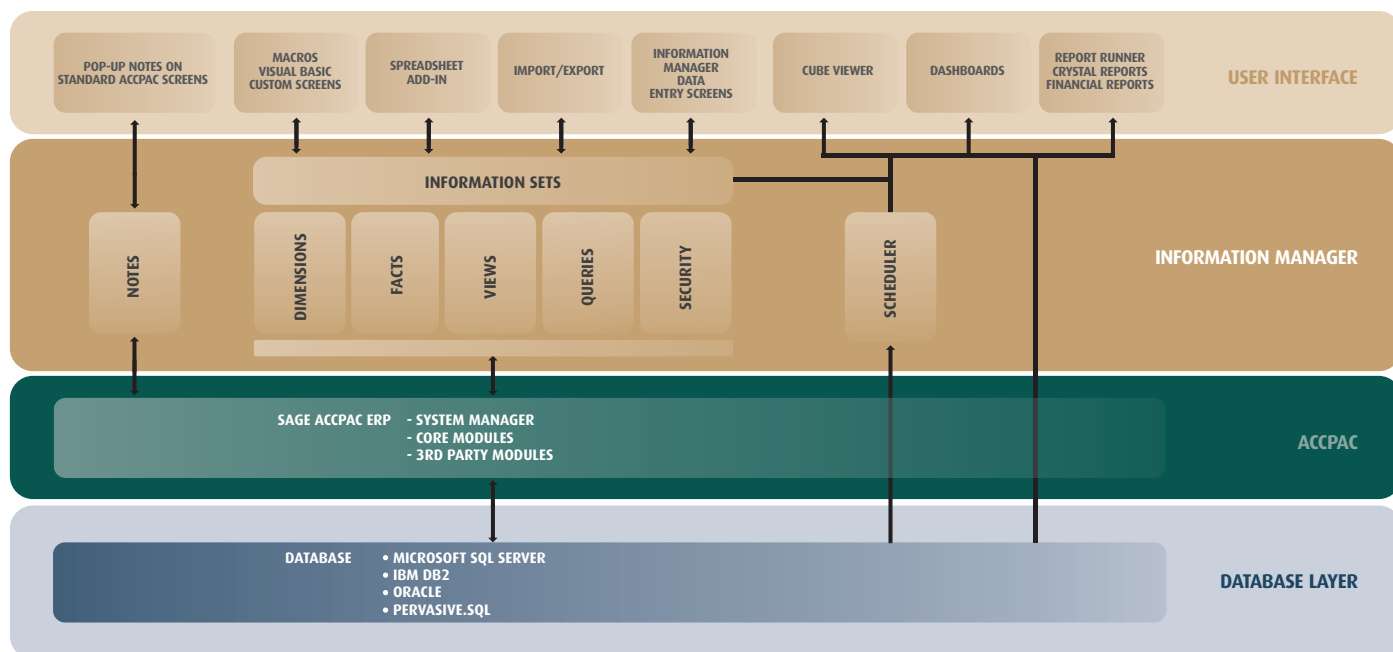 POP-UP NOTES ON
STANDARD ACCPAC SCREENS
MACROS
VISUAL BASIC
CUSTOM SCREENS
SPREADSHEET
ADD-IN
IMPORT/EXPORT
INFORMATION
MANAGER
DATA
ENTRY SCREENS
CUBE VIEWER
DASHBOARDS
REPORT RUNNER
CRYSTAL REPORTS
FINANCIAL REPORTS
USER INTERFACE
INFORMATION SETS
NOTES
DIMENSIONS
FACTS
VIEWS
QUERIES
SECURITY
SCHEDULER
INFORMATION MANAGER
SAGE ACCPAC ERP - SYSTEM MANAGER
- CORE MODULES
- 3RD PARTY MODULES
ACCPAC
DATABASE • MICROSOFT SQL SERVER
• IBM DB2
• ORACLE
• PERVASIVE.SQL
DATABASE LAYER